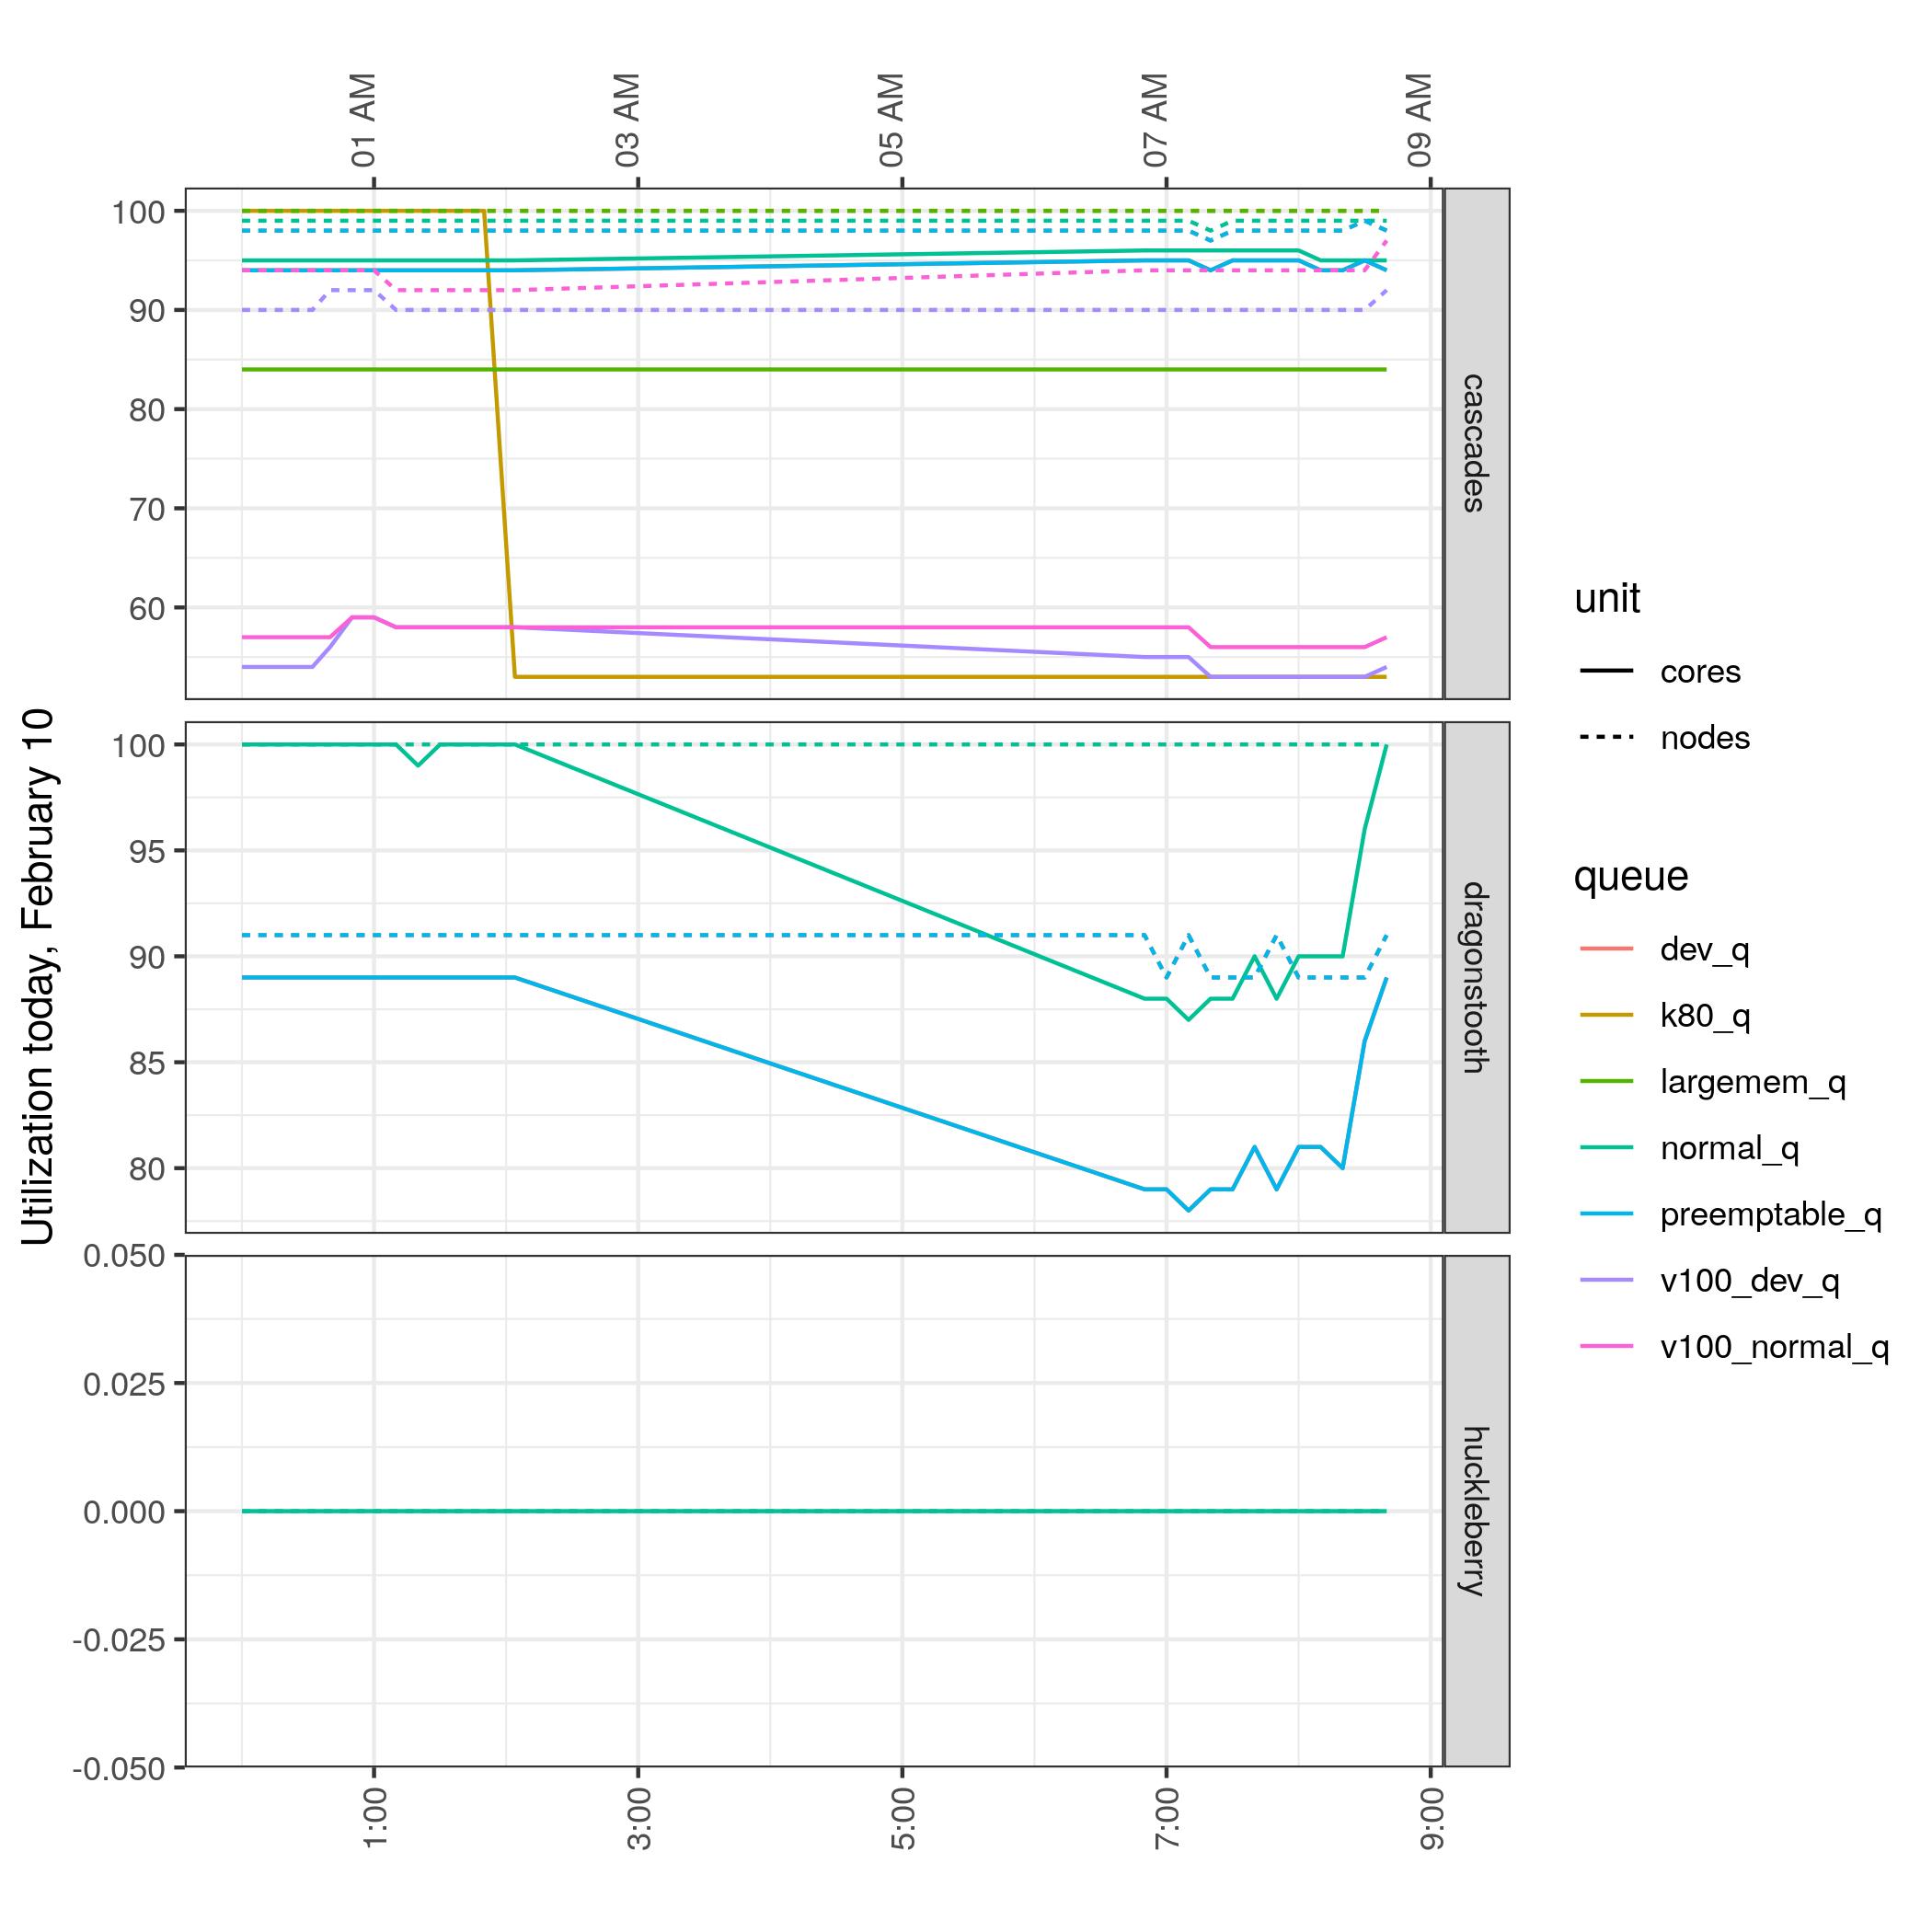 01 AM
03 AM
05 AM
07 AM
09 AM
Utilization today, February 10
100
90
80
70
60
cascades
100
95
90
85
80
dragonstooth
0.050
0.025
0.000
-0.025
-0.050
huckleberry
1:00
3:00
5:00
7:00
9:00
unit
cores
nodes
queue
dev_q
k80_q
largemem_q
normal_q
preemptable_q
v100_dev_q
v100_normal_q